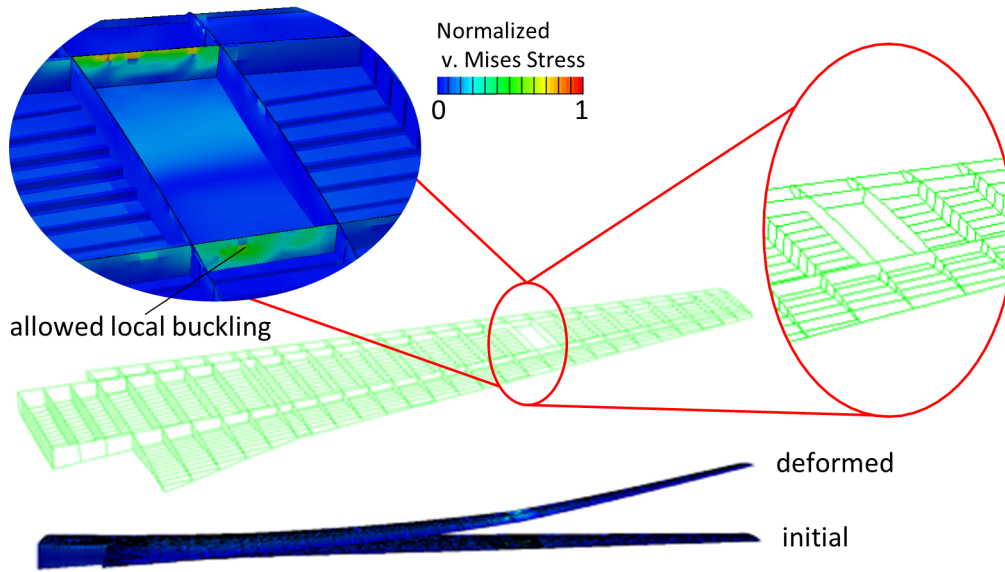 Normalized
v. Mises Stress
0 1
allowed local buckling
deformed
initial